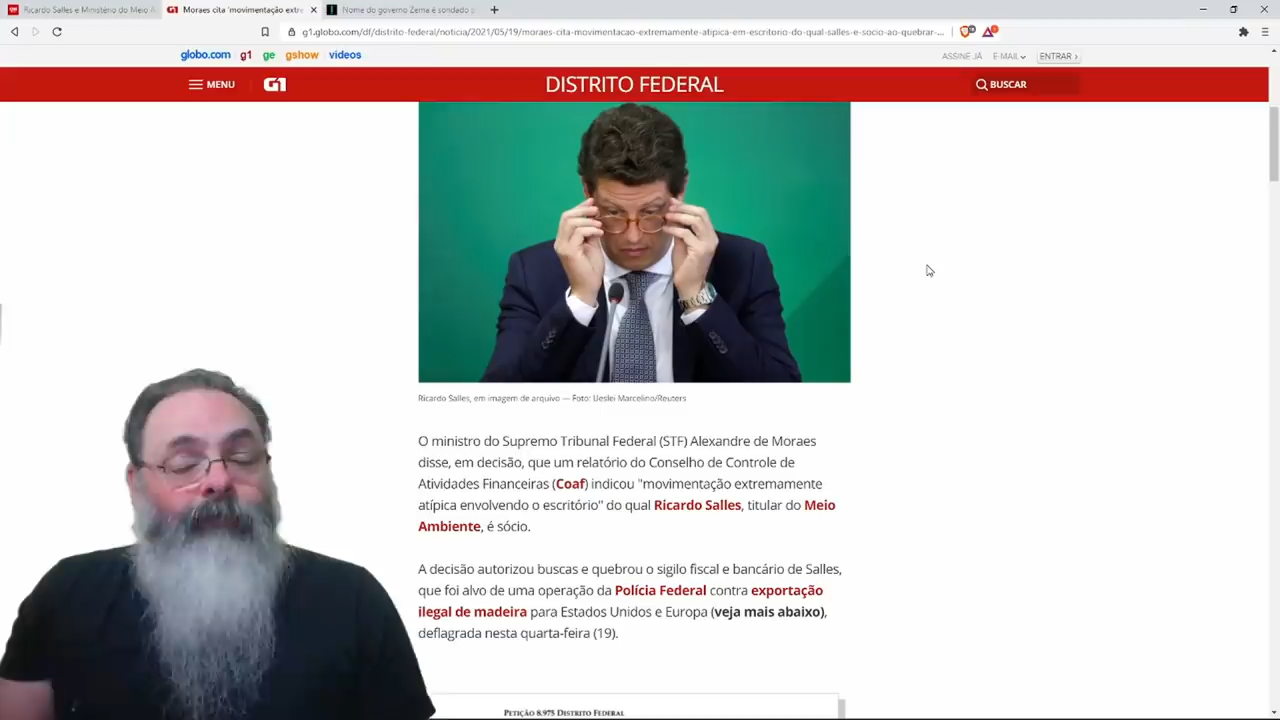 Ricardo Salles e Ministério do Meio A
G1 Moraes cita 'movimentação extre
Nome do governo Zema é sondado p
g1.globo.com/df/distrito-federal/noticia/2021/05/19/moraes-cita-movimentacao-extremamente-atipica-em-escritorio-do-qual-salles-e-socio-ao-quebrar-...
globo.com g1 ge gshow vídeos ASSINE JÁ E-MAIL ENTRAR ›
MENU G1 DISTRITO FEDERAL BUSCAR
Ricardo Salles, em imagem de arquivo — Foto: Ueslei Marcelino/Reuters
O ministro do Supremo Tribunal Federal (STF) Alexandre de Moraes
disse, em decisão, que um relatório do Conselho de Controle de
Atividades Financeiras (Coaf) indicou "movimentação extremamente
atípica envolvendo o escritório" do qual Ricardo Salles, titular do Meio
Ambiente, é sócio.
A decisão autorizou buscas e quebrou o sigilo fiscal e bancário de Salles,
que foi alvo de uma operação da Polícia Federal contra exportação
ilegal de madeira para Estados Unidos e Europa (veja mais abaixo),
deflagrada nesta quarta-feira (19).
PETIÇÃO 8.975 DISTRITO FEDERAL